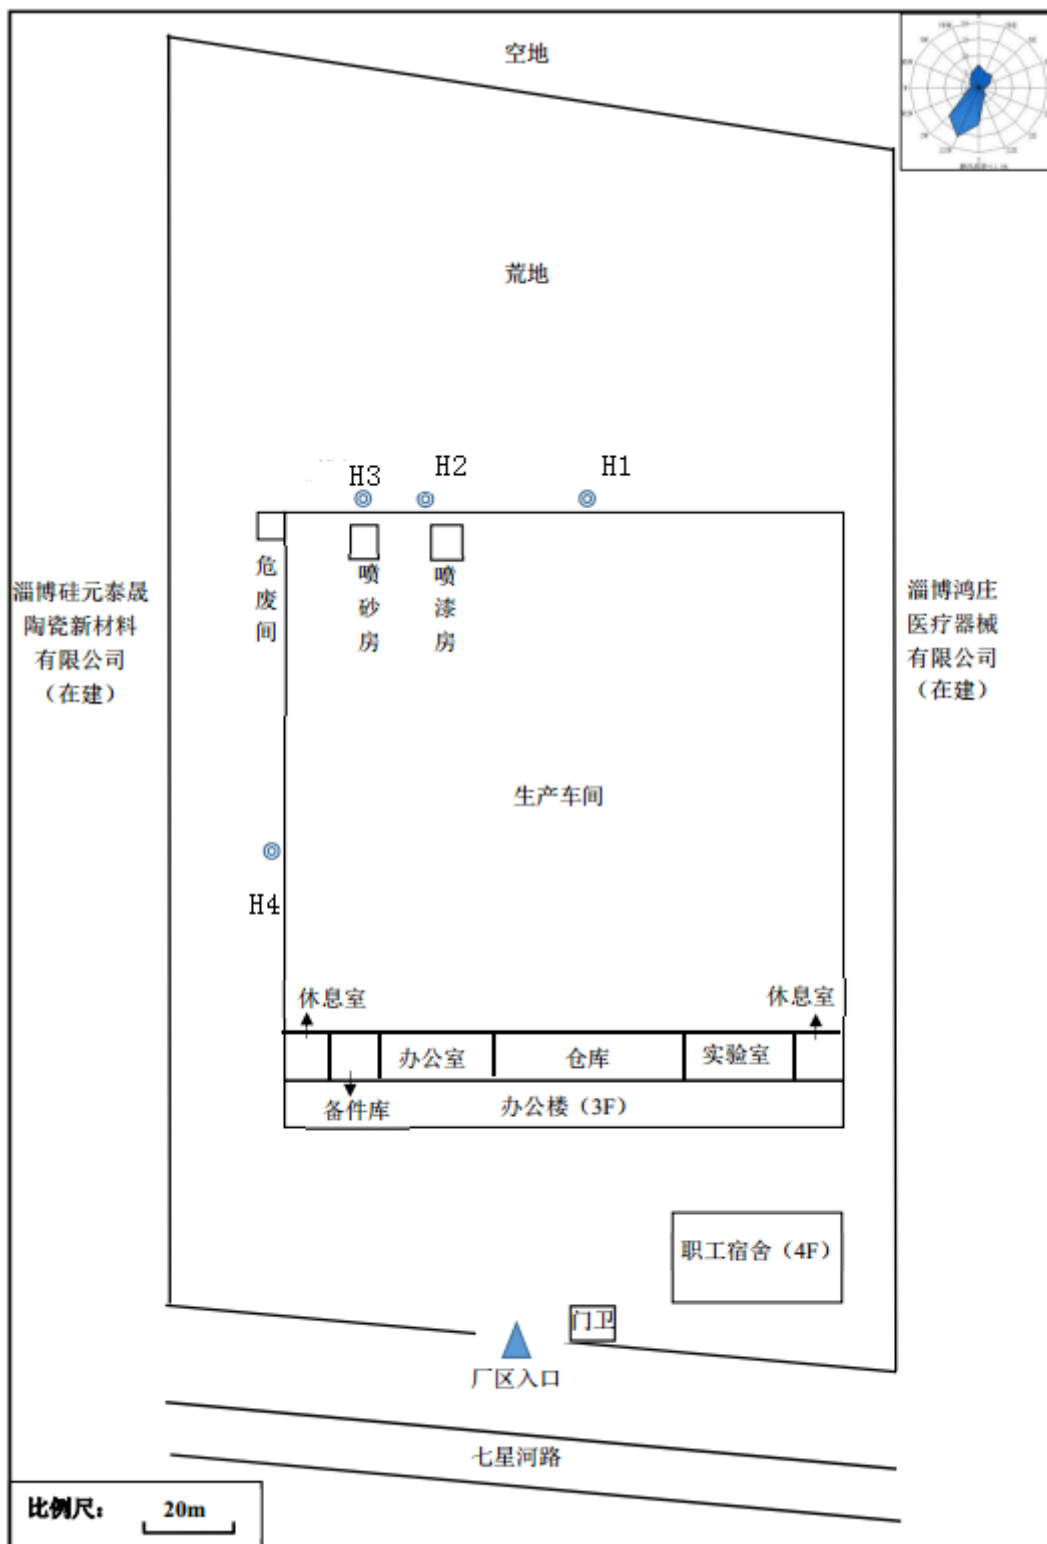 空地
荒地
H3
H2
H1
危
废
间
喷
砂
房
喷
漆
房
淄博硅元泰晟
陶瓷新材料
有限公司
（在建）
淄博鸿庄
医疗器械
有限公司
（在建）
生产车间
H4
休息室
休息室
办公室
仓库
实验室
备件库
办公楼（3F）
职工宿舍（4F）
门卫
厂区入口
七星河路
比例尺：
20m